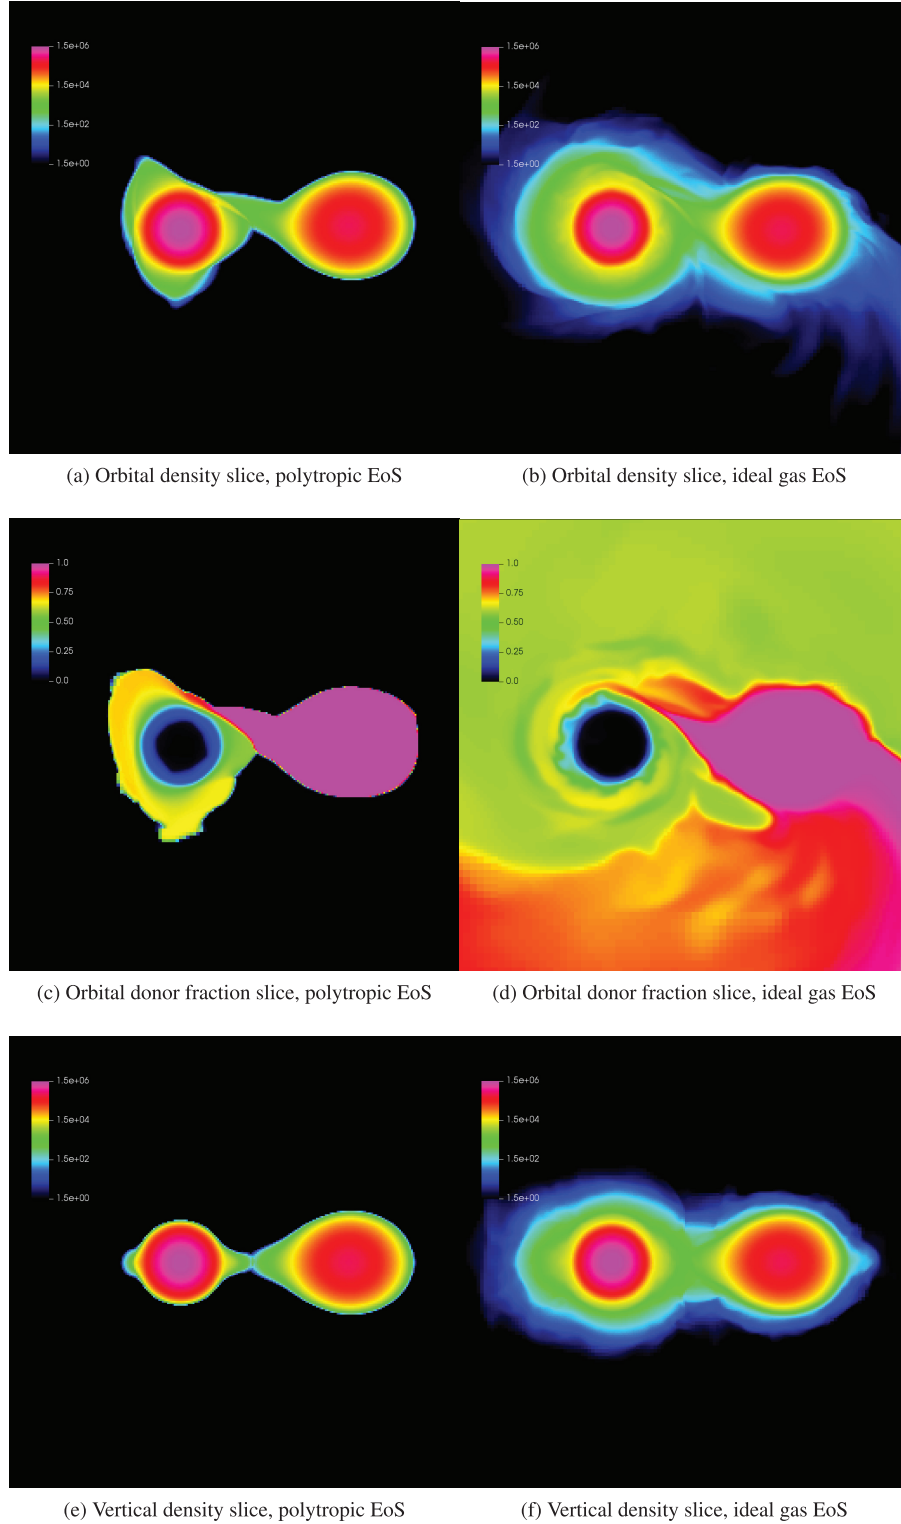 1.5e+06
1.5e+04
1.5e+02
1.5e+00
1.5e+06
1.5e+04
1.5e+02
1.5e+00
(a) Orbital density slice, polytropic EoS
(b) Orbital density slice, ideal gas EoS
1.0
0.75
0.50
0.25
0.0
1.0
0.75
0.50
0.25
0.0
(c) Orbital donor fraction slice, polytropic EoS
(d) Orbital donor fraction slice, ideal gas EoS
1.5e+06
1.5e+04
1.5e+02
1.5e+00
1.5e+06
1.5e+04
1.5e+02
1.5e+00
(e) Vertical density slice, polytropic EoS
(f) Vertical density slice, ideal gas EoS